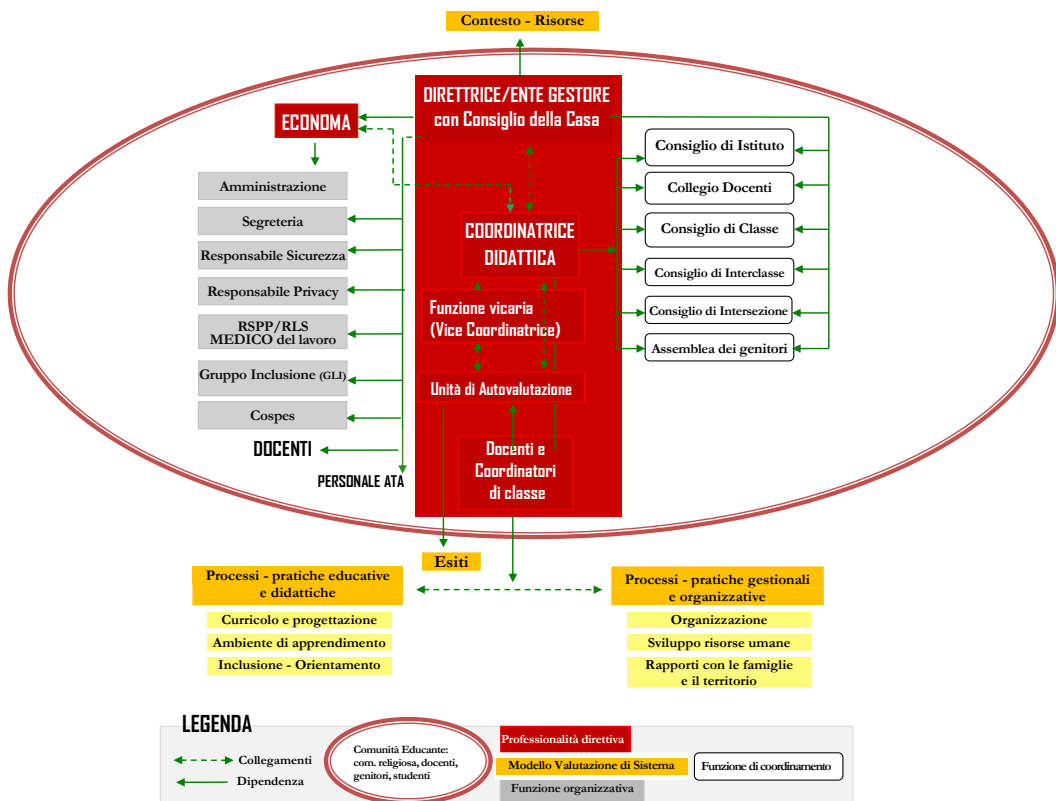 Contesto - Risorse
DIRETTRICE/ENTE GESTORE
con Consiglio della Casa
ECONOMA
Amministrazione
Segreteria
Responsabile Sicurezza
Responsabile Privacy
RSPP/RLS
MEDICO del lavoro
Gruppo Inclusione (GLI)
Cospes
DOCENTI
PERSONALE ATA
COORDINATRICE
DIDATTICA
Funzione vicaria
(Vice Coordinatrice)
Unità di Autovalutazione
Docenti e
Coordinatori
di classe
Consiglio di Istituto
Collegio Docenti
Consiglio di Classe
Consiglio di Interclasse
Consiglio di Intersezione
Assemblea dei genitori
Esiti
Processi - pratiche educative
e didattiche
Curricolo e progettazione
Ambiente di apprendimento
Inclusione - Orientamento
Processi - pratiche gestionali
e organizzative
Organizzazione
Sviluppo risorse umane
Rapporti con le famiglie
e il territorio
LEGENDA
Collegamenti
Dipendenza
Comunità Educante:
com. religiosa, docenti,
genitori, studenti
Professionalità direttiva
Modello Valutazione di Sistema
Funzione organizzativa
Funzione di coordinamento